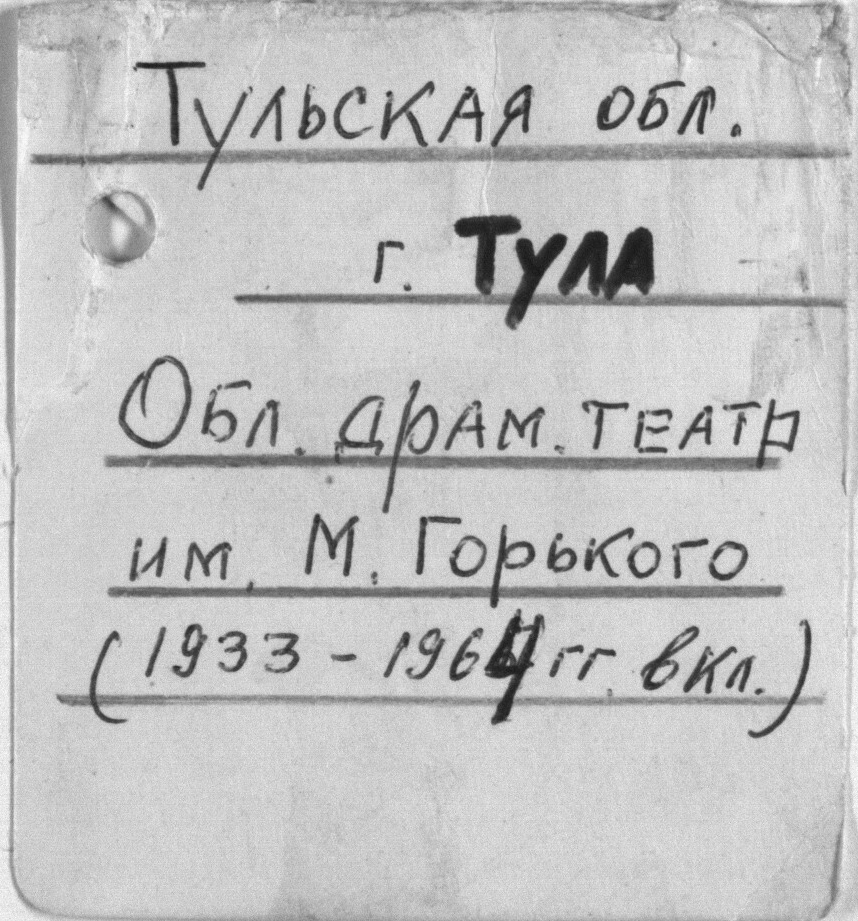 Тульская обл.
г. Тула
Обл. драм. театр
им. М. Горького
(1933 - 1964 гг. вкл.)